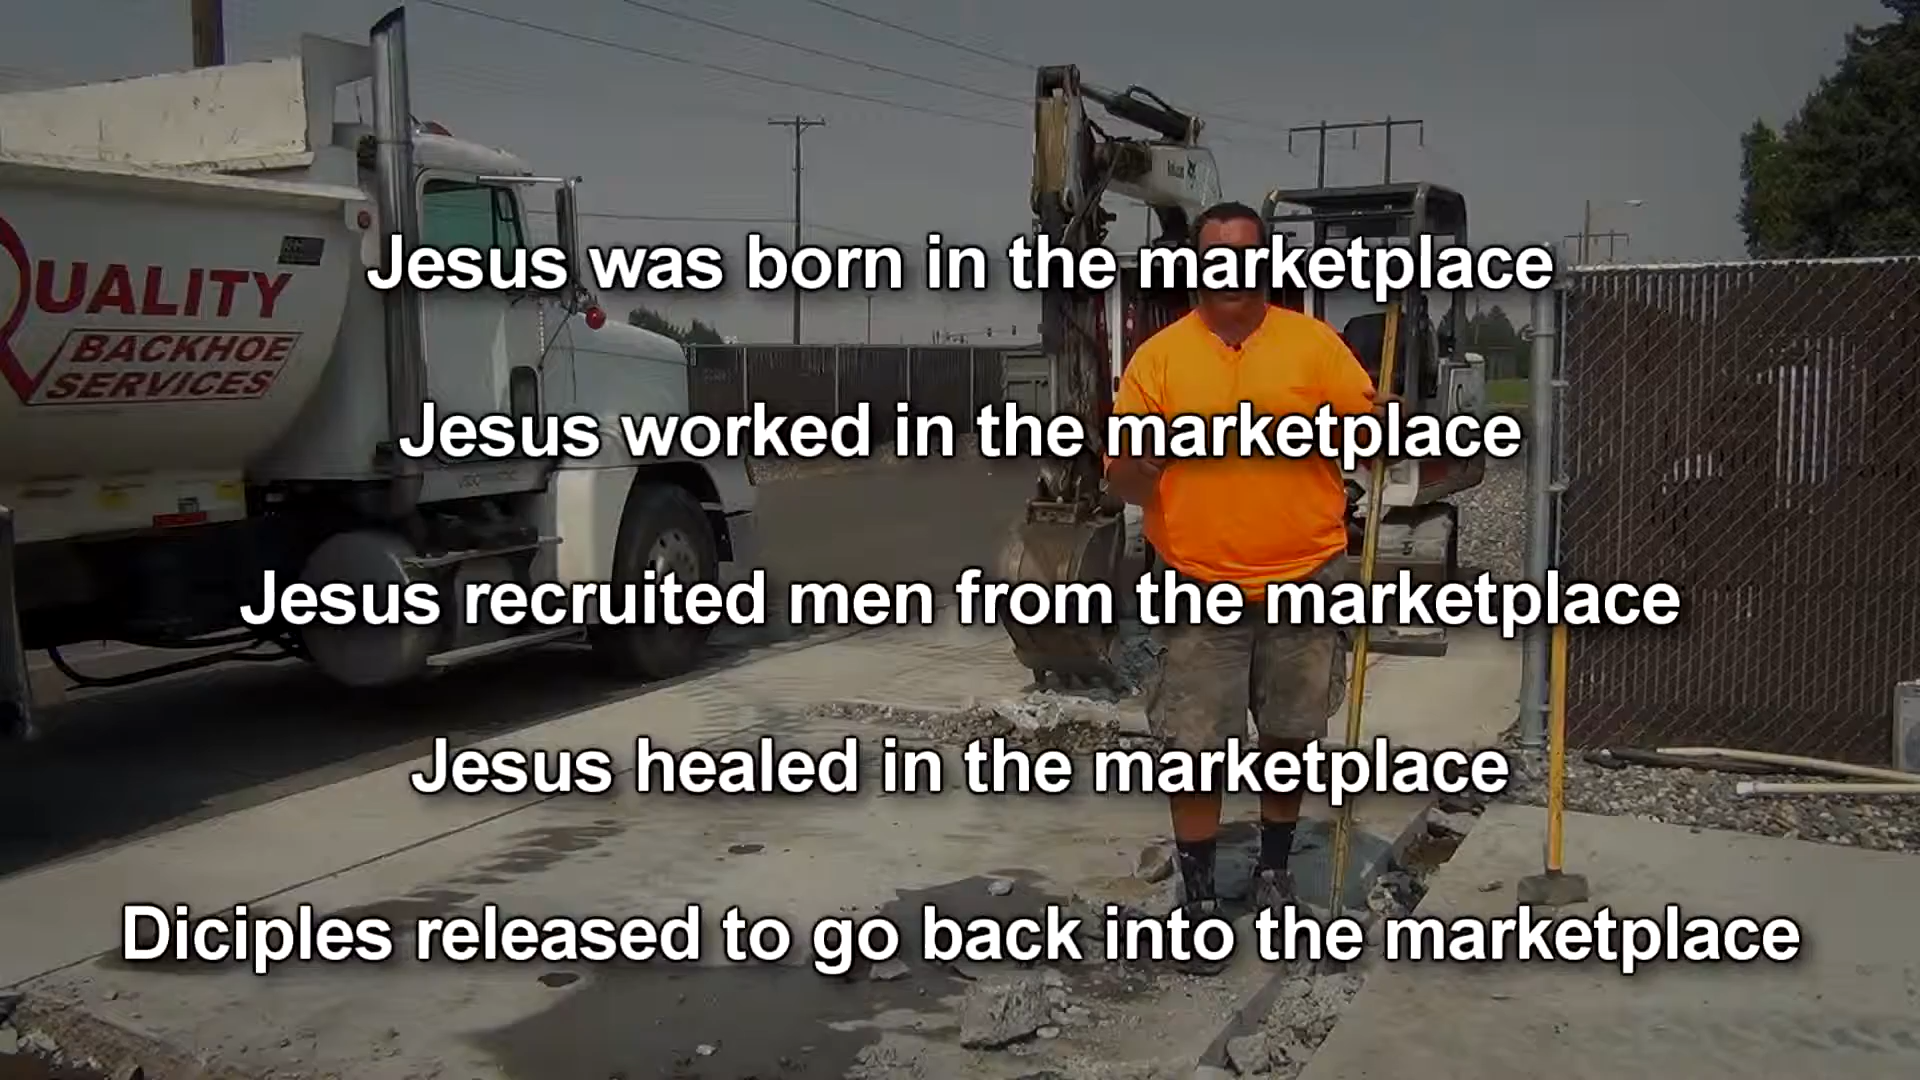 Jesus was born in the marketplace
UALITY
BACKHOE
SERVICES
Jesus worked in the marketplace
Jesus recruited men from the marketplace
Jesus healed in the marketplace
Diciples released to go back into the marketplace